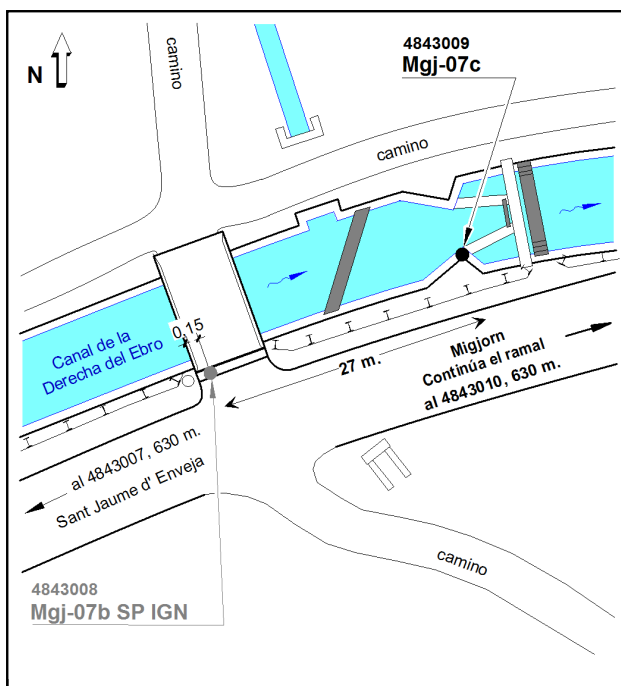 4843009
Mgj-07c
camino
N
camino
0,15
Canal de la
Derecha del Ebro
27 m.
Migjorn
Continúa el ramal
al 4843010, 630 m.
al 4843007, 630 m.
Sant Jaume d' Enveja
camino
4843008
Mgj-07b SP IGN